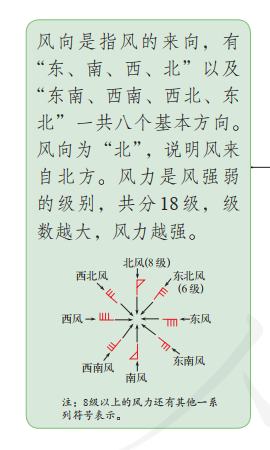 风向是指风的来向，有
“东、南、西、北”以及
“东南、西南、西北、东
北”一共八个基本方向。
风向为“北”，说明风来
自北方。风力是风强弱
的级别，共分18级，级
数越大，风力越强。
北风(8级)
西北风
东北风
(6级)
西风
东风
西南风
东南风
南风
注：8级以上的风力还有其他一系
列符号表示。